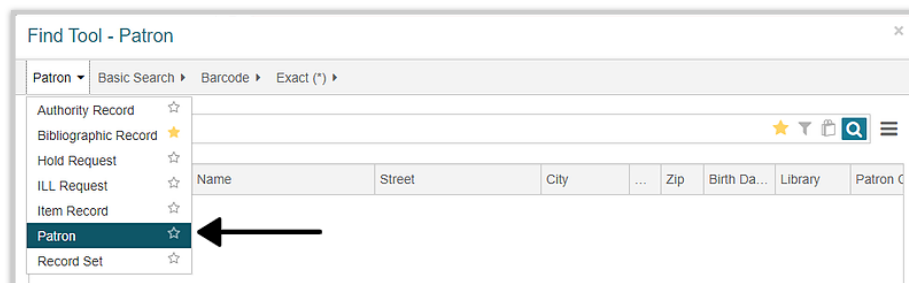 Find Tool - Patron
Patron Basic Search Barcode Exact (*)
Authority Record
Bibliographic Record
Hold Request
ILL Request
Name Street City ... Zip Birth Da... Library Patron C
Item Record
Patron
Record Set